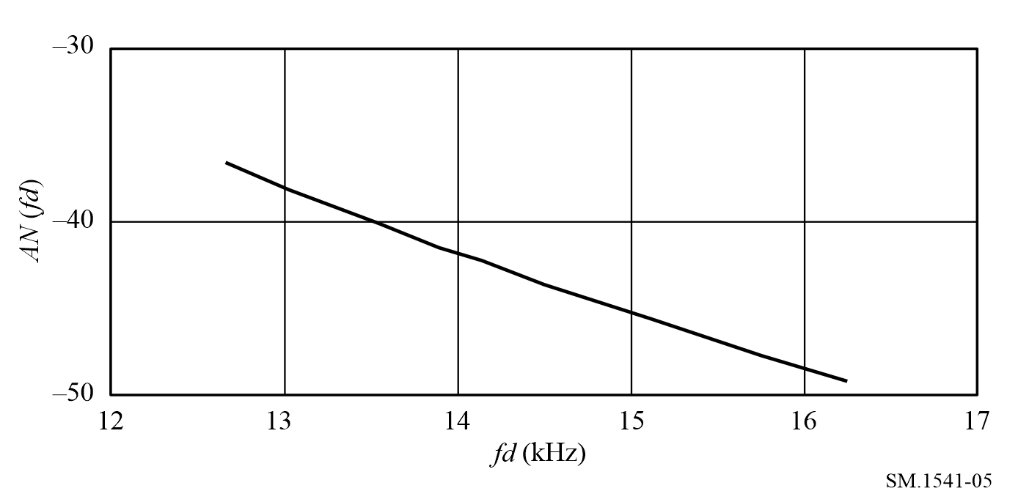 –30
–40
–50
AN (fd)
12 13 14 15 16 17
fd (kHz)
SM.1541-05